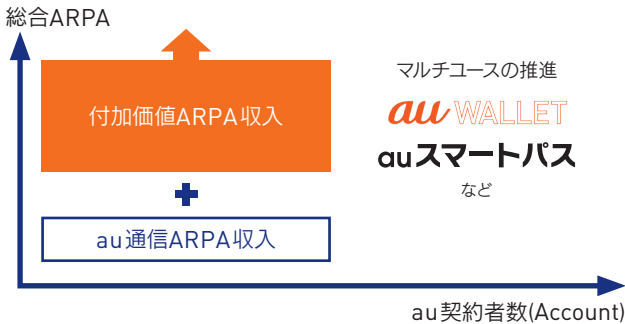 総合ARPA
付加価値ARPA収入
マルチユースの推進
au WALLET
auスマートパス
など
au通信ARPA収入
au契約者数(Account)